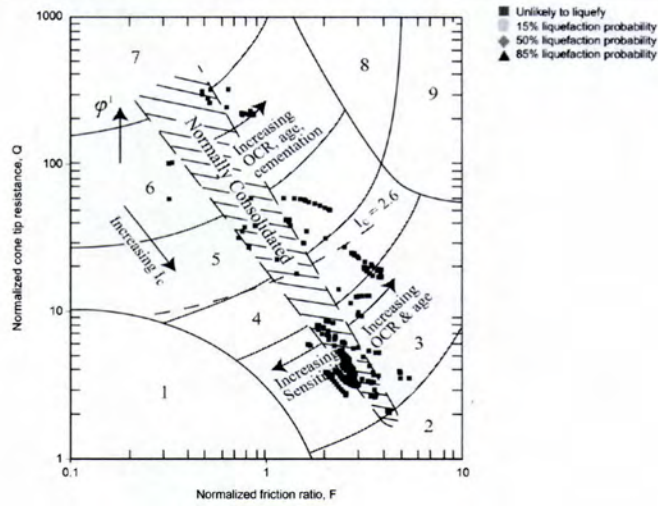 1000
100
10
1
0.1
1
10
Normalized cone tip resistance, Q
Normalized friction ratio, F
7
8
9
6
5
4
3
2
1
φ'
Increasing
OCR, age,
cementation
Normally Consolidated
Increasing Ic
Ic = 2.6
Increasing
OCR & age
Increasing
Unlikely to liquefy
15% liquefaction probability
50% liquefaction probability
85% liquefaction probability